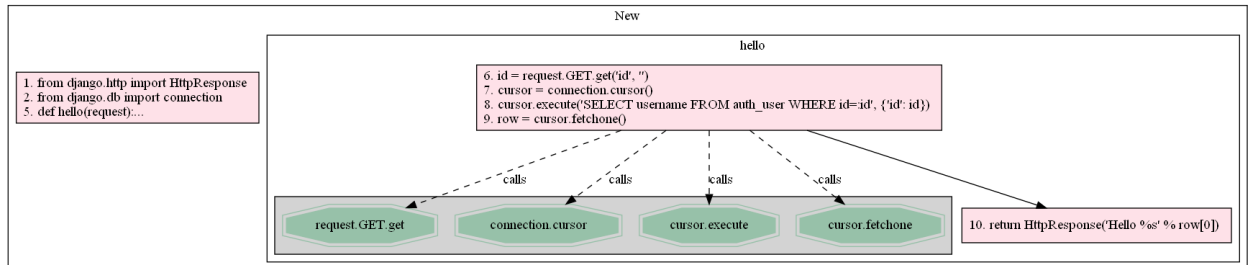 New
hello
1. from django.http import HttpResponse
2. from django.db import connection
5. def hello(request):...
6. id = request.GET.get('id', '')
7. cursor = connection.cursor()
8. cursor.execute('SELECT username FROM auth_user WHERE id=:id', {'id': id})
9. row = cursor.fetchone()
calls calls calls calls
request.GET.get connection.cursor cursor.execute cursor.fetchone
10. return HttpResponse('Hello %s' % row[0])